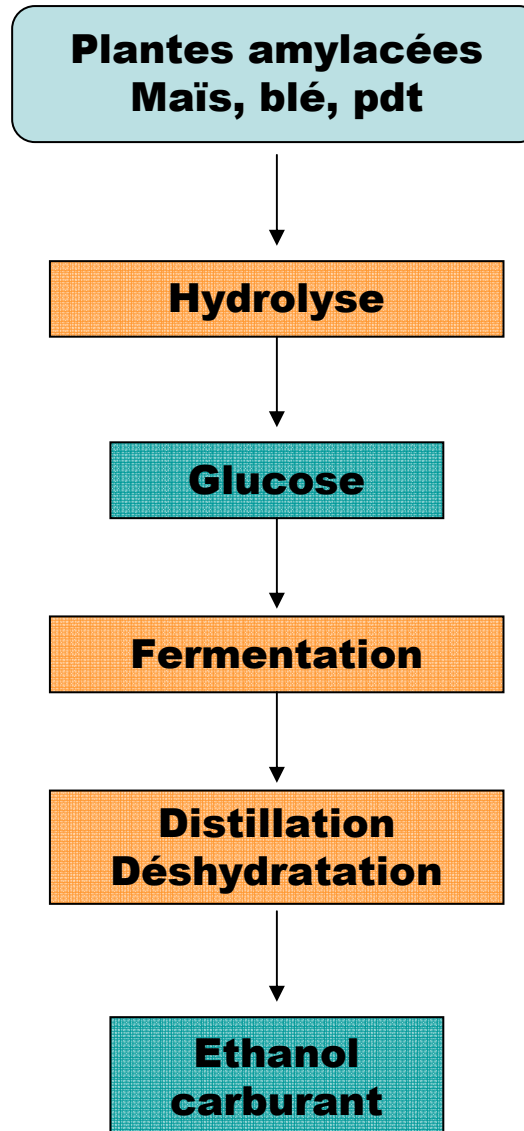 Plantes amylacées
Maïs, blé, pdt
Hydrolyse
Glucose
Fermentation
Distillation
Déshydratation
Ethanol
carburant